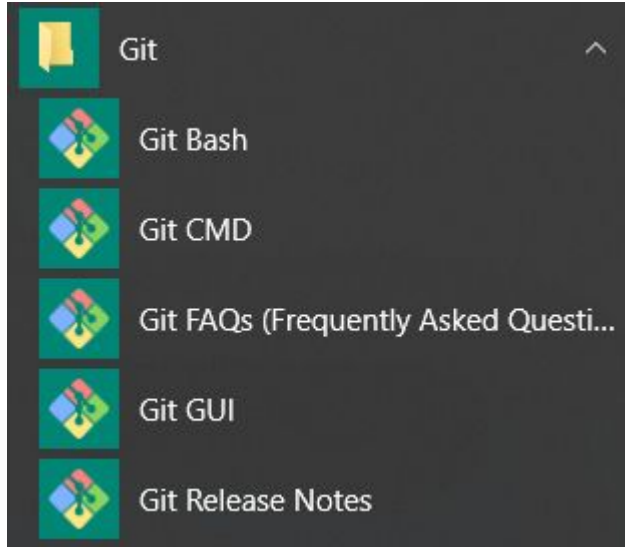 Git
Git Bash
Git CMD
Git FAQs (Frequently Asked Questi...
Git GUI
Git Release Notes